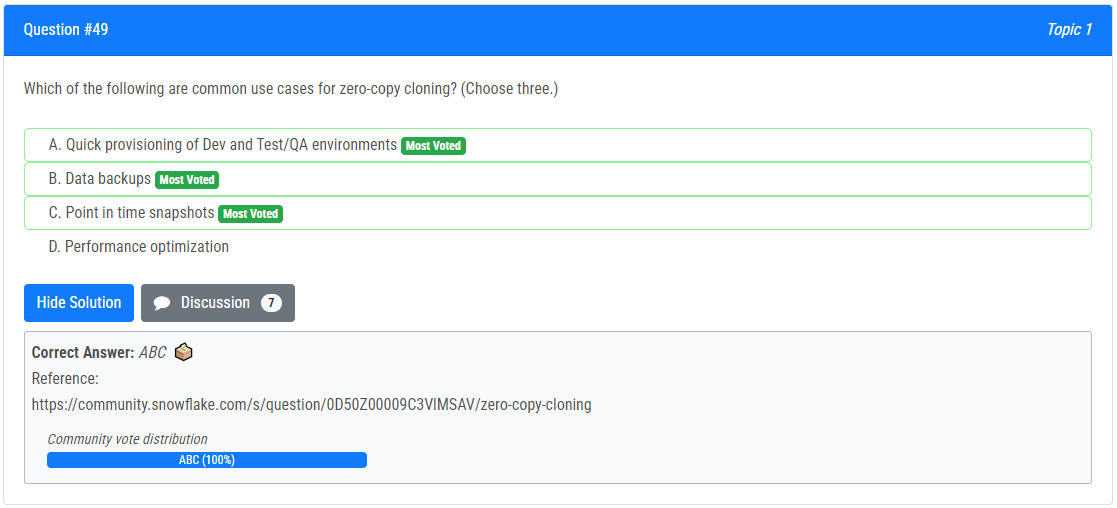 Question #49
Topic 1
Which of the following are common use cases for zero-copy cloning? (Choose three.)
A. Quick provisioning of Dev and Test/QA environments Most Voted
B. Data backups Most Voted
C. Point in time snapshots Most Voted
D. Performance optimization
Hide Solution
Discussion 7
Correct Answer: ABC
Reference:
https://community.snowflake.com/s/question/0D50Z00009C3VlMSAV/zero-copy-cloning
Community vote distribution
ABC (100%)